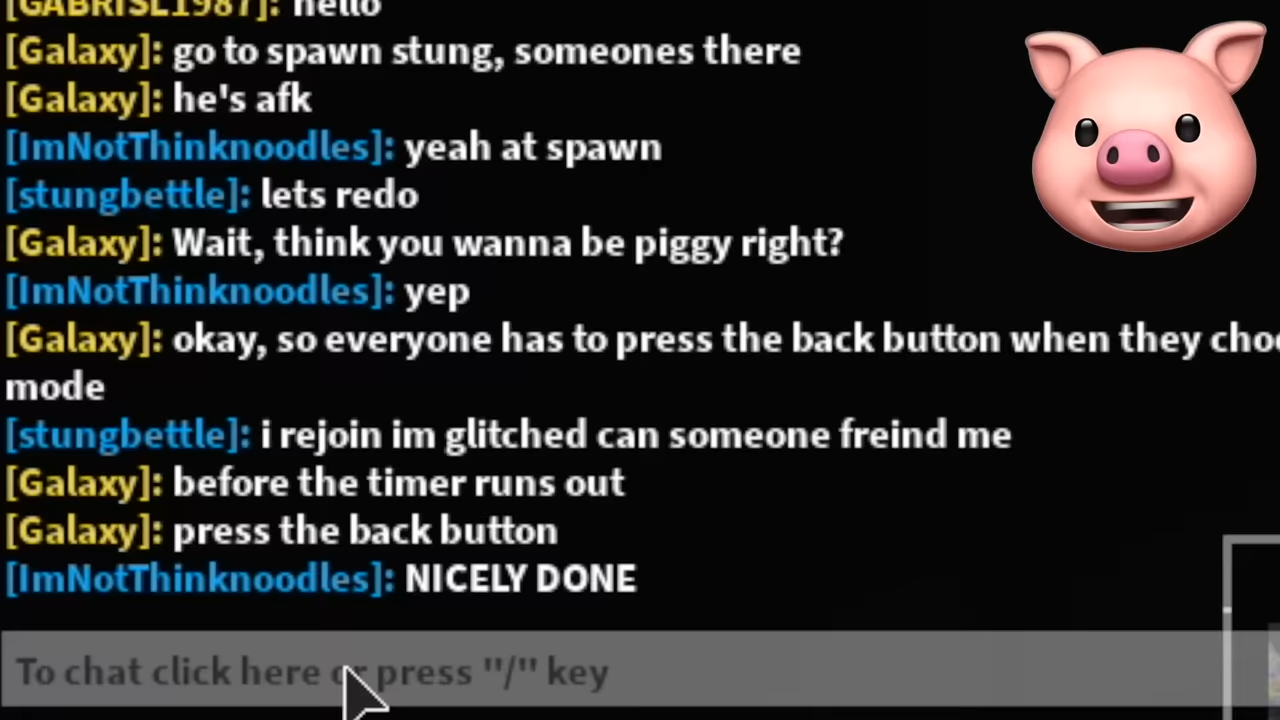 [GABRISL1987]: hello
[Galaxy]: go to spawn stung, someones there
[Galaxy]: he's afk
[ImNotThinknoodles]: yeah at spawn
[stungbettle]: lets redo
[Galaxy]: Wait, think you wanna be piggy right?
[ImNotThinknoodles]: yep
[Galaxy]: okay, so everyone has to press the back button when they
mode
[stungbettle]: i rejoin im glitched can someone freind me
[Galaxy]: before the timer runs out
[Galaxy]: press the back button
[ImNotThinknoodles]: NICELY DONE
To chat click here or press "/" key